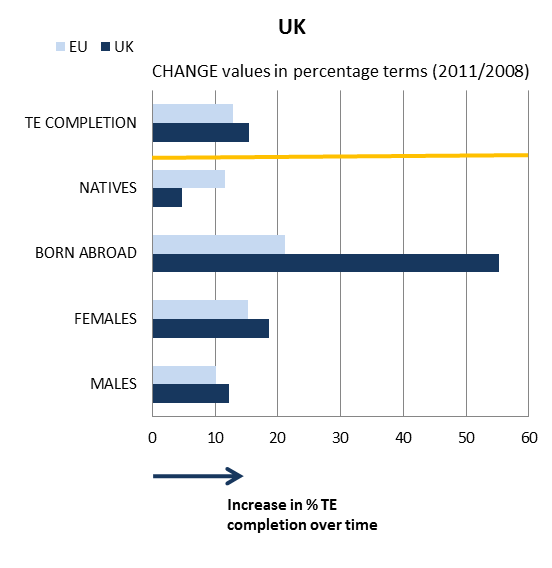 UK
EU UK
CHANGE values in percentage terms (2011/2008)
TE COMPLETION
NATIVES
BORN ABROAD
FEMALES
MALES
0 10 20 30 40 50 60
Increase in % TE
completion over time